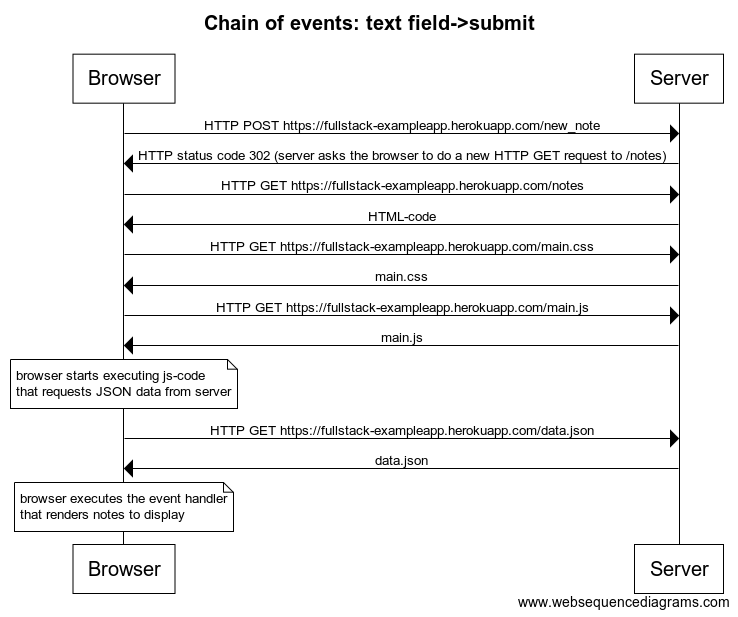 Chain of events: text field->submit
Browser
Server
HTTP POST https://fullstack-exampleapp.herokuapp.com/new_note
HTTP status code 302 (server asks the browser to do a new HTTP GET request to /notes)
HTTP GET https://fullstack-exampleapp.herokuapp.com/notes
HTML-code
HTTP GET https://fullstack-exampleapp.herokuapp.com/main.css
main.css
HTTP GET https://fullstack-exampleapp.herokuapp.com/main.js
main.js
browser starts executing js-code
that requests JSON data from server
HTTP GET https://fullstack-exampleapp.herokuapp.com/data.json
data.json
browser executes the event handler
that renders notes to display
Browser
Server
www.websequencediagrams.com